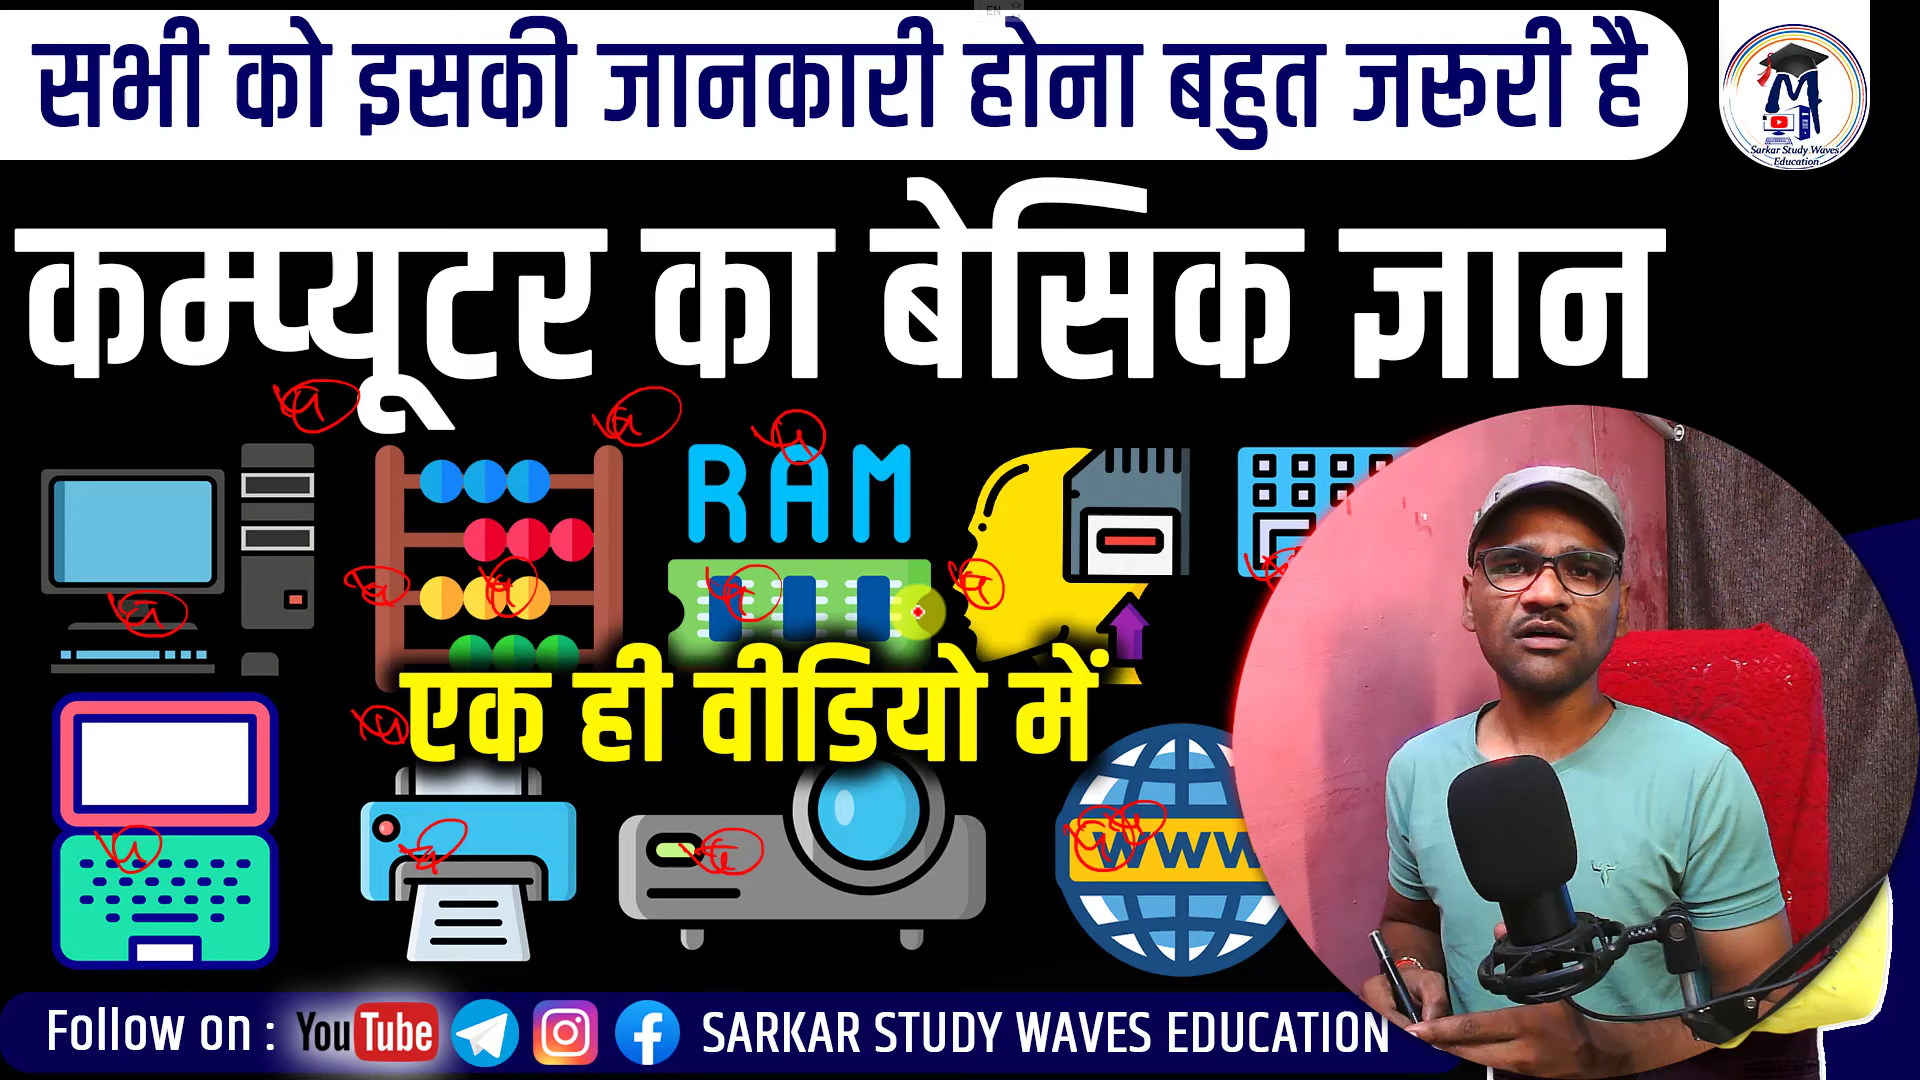 EN
सभी को इसकी जानकारी होना बहुत जरूरी है
M
Sarkar Study Waves
Education
कम्प्यूटर का बेसिक ज्ञान
RAM
एक ही वीडियो में
WWW
Follow on : YouTube SARKAR STUDY WAVES EDUCATION